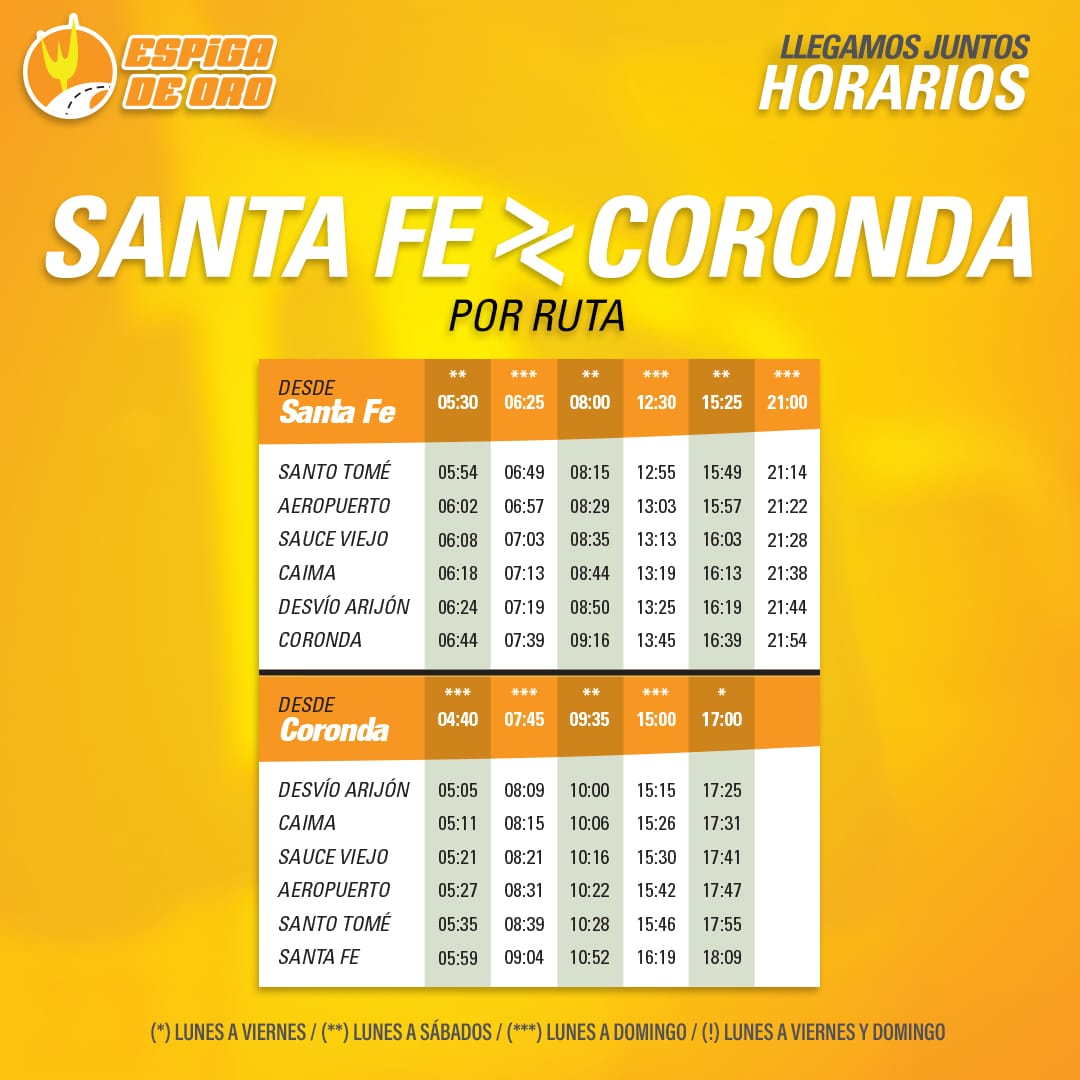 ESPIGA
DE ORO
LLEGAMOS JUNTOS
HORARIOS
SANTA FE CORONDA
POR RUTA
** *** ** *** ** ***
DESDE
Santa Fe 05:30 06:25 08:00 12:30 15:25 21:00
SANTO TOMÉ 05:54 06:49 08:15 12:55 15:49 21:14
AEROPUERTO 06:02 06:57 08:29 13:03 15:57 21:22
SAUCE VIEJO 06:08 07:03 08:35 13:13 16:03 21:28
CAIMA 06:18 07:13 08:44 13:19 16:13 21:38
DESVÍO ARIJÓN 06:24 07:19 08:50 13:25 16:19 21:44
CORONDA 06:44 07:39 09:16 13:45 16:39 21:54
*** *** ** *** *
DESDE
Coronda 04:40 07:45 09:35 15:00 17:00
DESVÍO ARIJÓN 05:05 08:09 10:00 15:15 17:25
CAIMA 05:11 08:15 10:06 15:26 17:31
SAUCE VIEJO 05:21 08:21 10:16 15:30 17:41
AEROPUERTO 05:27 08:31 10:22 15:42 17:47
SANTO TOMÉ 05:35 08:39 10:28 15:46 17:55
SANTA FE 05:59 09:04 10:52 16:19 18:09
(*) LUNES A VIERNES / (**) LUNES A SÁBADOS / (***) LUNES A DOMINGO / (!) LUNES A VIERNES Y DOMINGO